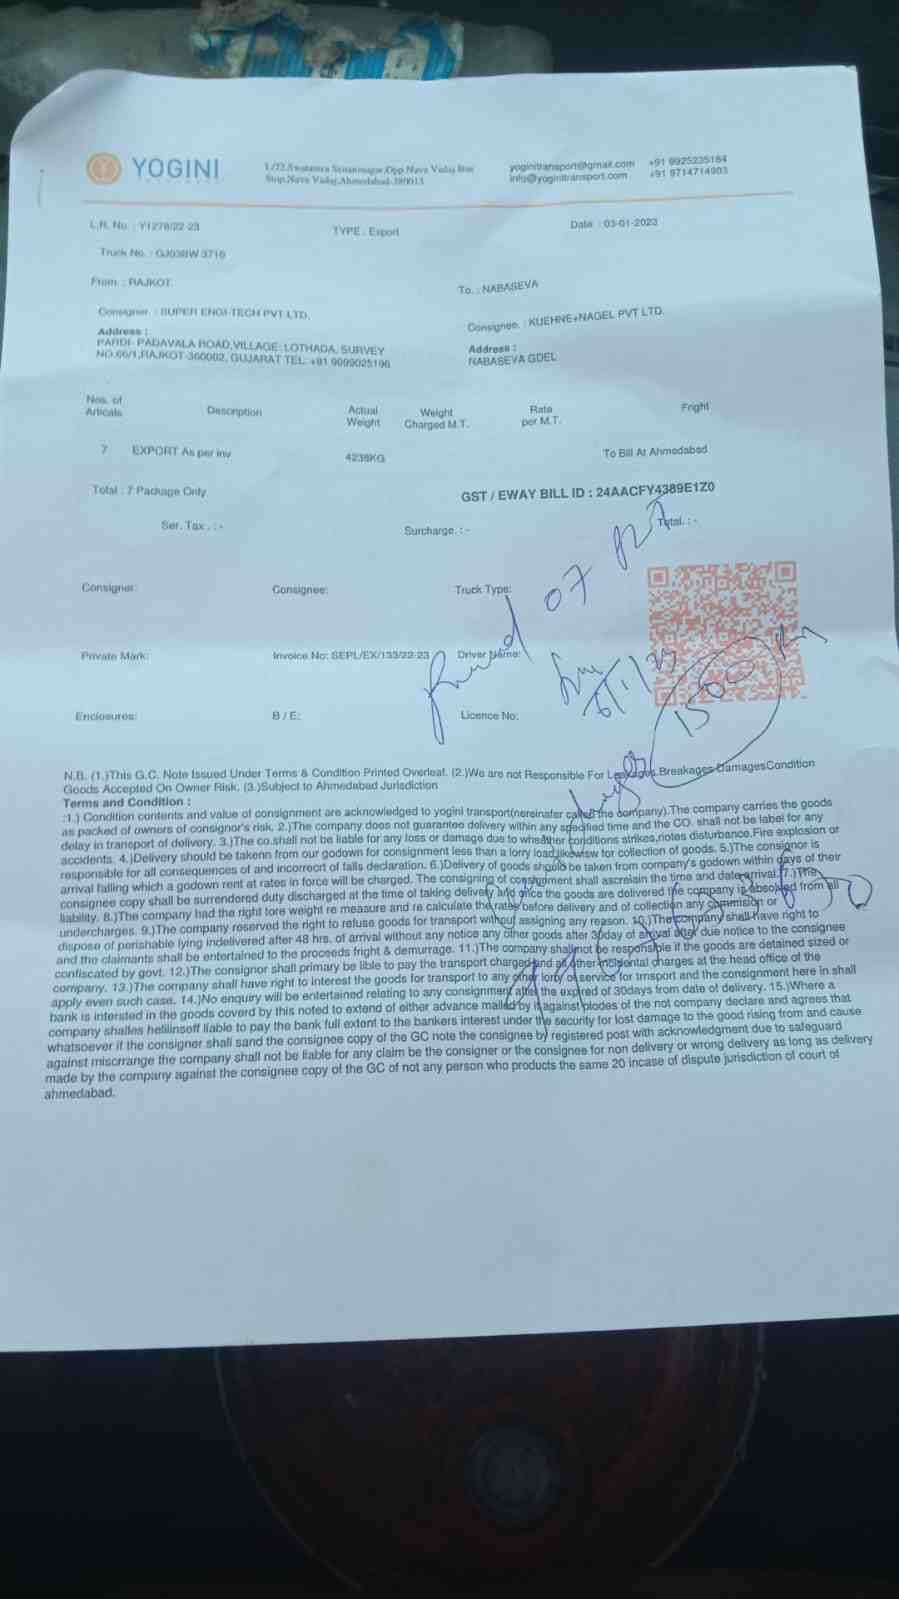 YOGINI
yoginitransport@gmail.com +91 9925235184
info@yoginitransport.com +91 9714714903
L.R. No. : Y1278/22-23
TYPE : Export
Date : 03-01-2023
Truck No. : GJ03BW 3716
From : RAJKOT
To. : NABASEVA
Consigner. : SUPER ENGI-TECH PVT LTD.
Consignee. : KUEHNE+NAGEL PVT LTD
Address :
PARDI- PADAVALA ROAD,VILLAGE: LOTHADA, SURVEY
NO.66/1,RAJKOT-360002, GUJARAT TEL: +91 9099025196
Address :
NABASEVA GDEL
Nos. of Articals Description Actual Weight Weight Charged M.T. Rate per M.T. Fright
7 EXPORT As per inv 4238KG To Bill At Ahmedabad
Total : 7 Package Only
GST / EWAY BILL ID : 24AACFY4389E1Z0
Ser. Tax . : - Surcharge. : - Total. : -
07
Consigner: Consignee: Truck Type:
Private Mark: Invoice No: SEPL/EX/133/22-23 Driver Name:
6/1/23
1500
Enclosures: B / E: Licence No:
N.B. (1.)This G.C. Note Issued Under Terms & Condition Printed Overleaf. (2.)We are not Responsible For Leakages.Breakages DamagesCondition
Goods Accepted On Owner Risk. (3.)Subject to Ahmedabad Jurisdiction
Terms and Condition :
:1.) Condition contents and value of consignment are acknowledged to yogini transport(nereinafer called the company).The company carries the goods
as packed of owners of consignor's risk. 2.)The company does not guarantee delivery within any specified time and the CO. shall not be label for any
delay in transport of delivery. 3.)The co.shall not be liable for any loss or damage due to wheather conditions strikes,riotes disturbance,Fire explosion or
accidents. 4.)Delivery should be takenn from our godown for consignment less than a lorry load,likewisw for collection of goods. 5.)The consignor is
responsible for all consequences of and incorrecrt of falls declaration. 6.)Delivery of goods should be taken from company's godown within days of their
arrival falling which a godown rent at rates in force will be charged. The consigning of consignment shall ascrelain the time and date arrival. 7.)The
consignee copy shall be surrendered duty discharged at the time of taking delivery and once the goods are delivered the company is absolved from all
liability. 8.)The company had the right tore weight re measure and re calculate the rates before delivery and of collection any commision or
undercharges. 9.)The company reserved the right to refuse goods for transport without assigning any reason. 10.)The company shall have right to
dispose of perishable lying indelivered after 48 hrs. of arrival without any notice any other goods after 30day of arrival after due notice to the consignee
and the claimants shall be entertained to the proceeds fright & demurrage. 11.)The company shallnot be responsible if the goods are detained sized or
confiscated by govt. 12.)The consignor shall primary be lible to pay the transport charged and all other incidental charges at the head office of the
company. 13.)The company shall have right to interest the goods for transport to any other lorry or service for trnsport and the consignment here in shall
apply even such case. 14.)No enquiry will be entertained relating to any consignment after the expired of 30days from date of delivery. 15.)Where a
bank is intersted in the goods coverd by this noted to extend of either advance mailed by it against plodes of the not company declare and agrees that
company shalles helilinsoff liable to pay the bank full extent to the bankers interest under the security for lost damage to the good rising from and cause
whatsoever if the consigner shall sand the consignee copy of the GC note the consignee by registered post with acknowledgment due to safeguard
against miscrrange the company shall not be liable for any claim be the consigner or the consignee for non delivery or wrong delivery as long as delivery
made by the company against the consignee copy of the GC of not any person who products the same 20 incase of dispute jurisdiction of court of
ahmedabad.